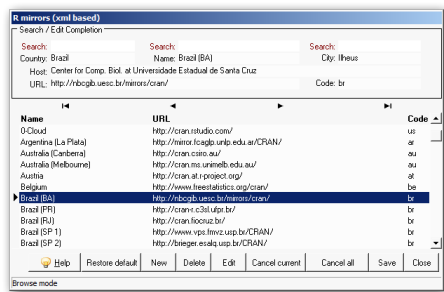 R mirrors (xml based)
Search / Edit Completion
Search: Search: Search:
Country: Brazil Name: Brazil (BA) City: Ilheus
Host: Center for Comp. Biol. at Universidade Estadual de Santa Cruz
URL: http://nbcgib.uesc.br/mirrors/cran/ Code: br
Name URL Code
0-Cloud http://cran.rstudio.com/ us
Argentina (La Plata) http://mirror.fcaglp.unlp.edu.ar/CRAN/ ar
Australia (Canberra) http://cran.csiro.au/ au
Australia (Melbourne) http://cran.ms.unimelb.edu.au/ au
Austria http://cran.at.r-project.org/ at
Belgium http://www.freestatistics.org/cran/ be
Brazil (BA) http://nbcgib.uesc.br/mirrors/cran/ br
Brazil (PR) http://cran-r.c3sl.ufpr.br/ br
Brazil (RJ) http://cran.fiocruz.br/ br
Brazil (SP 1) http://www.vps.fmvz.usp.br/CRAN/ br
Brazil (SP 2) http://brieger.esalq.usp.br/CRAN/ br
Help Restore default New Delete Edit Cancel current Cancel all Save Close
Browse mode